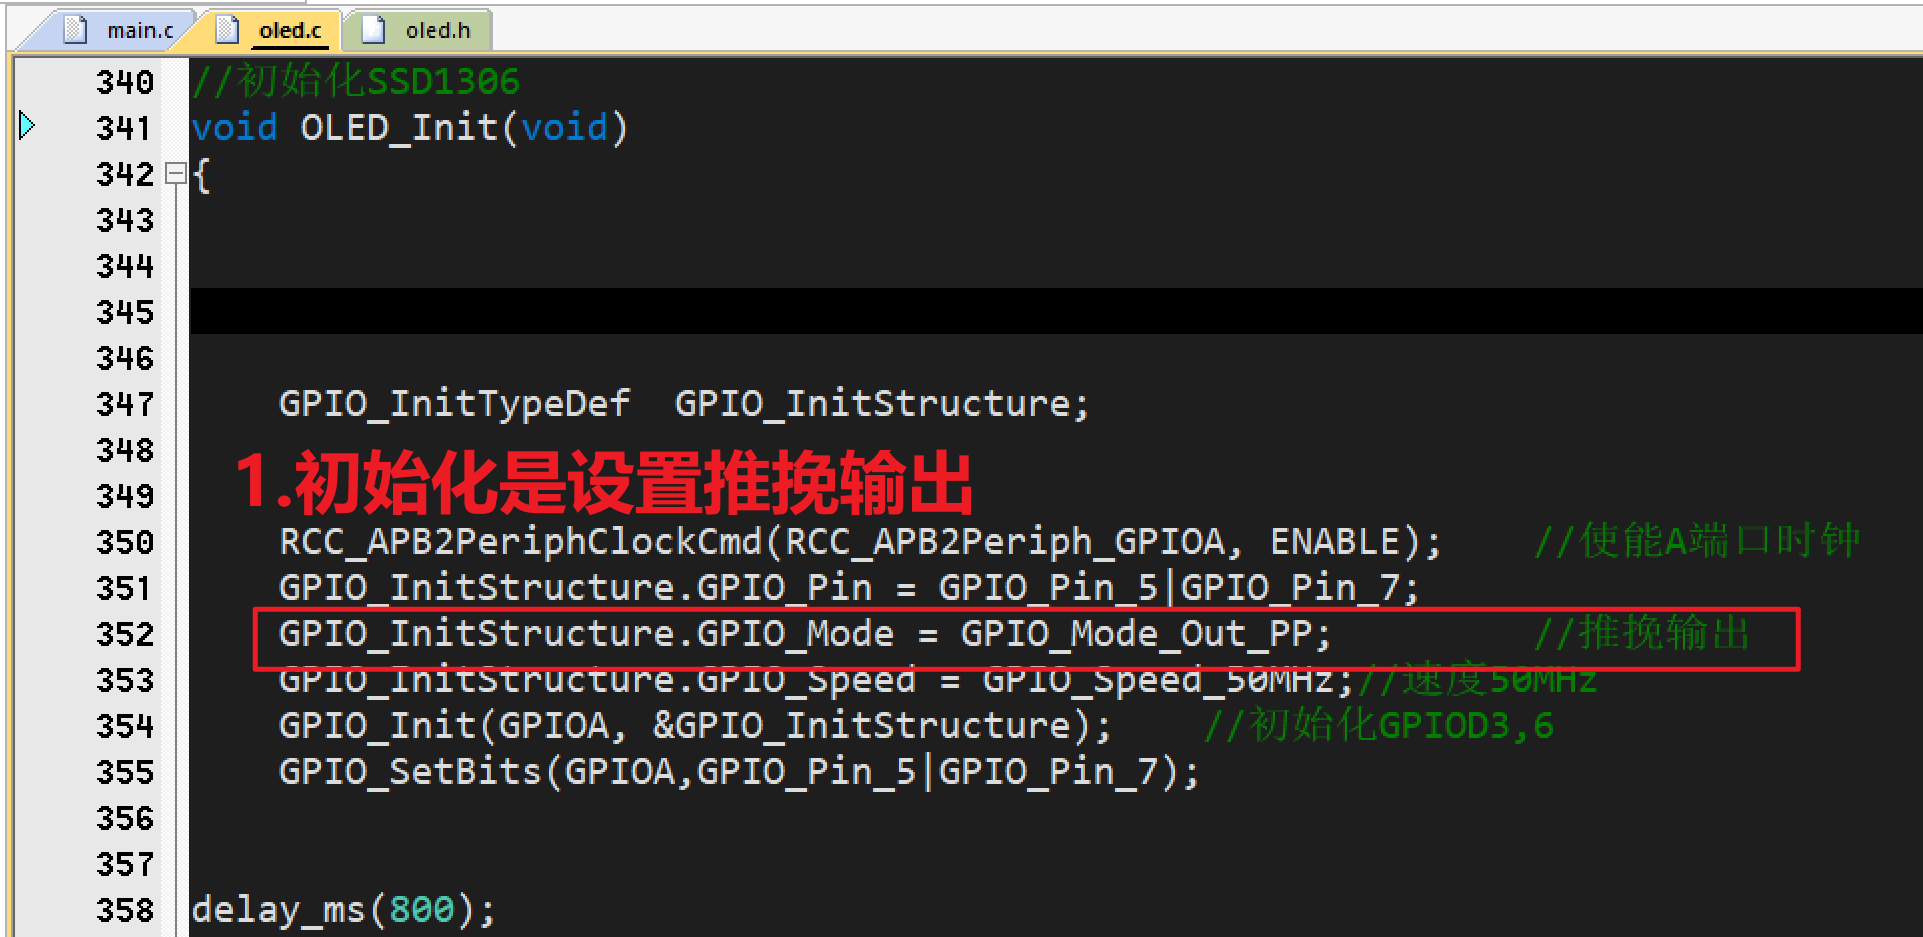 main.c oled.c oled.h
340 //初始化SSD1306
341 void OLED_Init(void)
342 {
343
344
345
346
347 GPIO_InitTypeDef  GPIO_InitStructure;
348
1.初始化是设置推挽输出
349
350 RCC_APB2PeriphClockCmd(RCC_APB2Periph_GPIOA, ENABLE); //使能A端口时钟
351 GPIO_InitStructure.GPIO_Pin = GPIO_Pin_5|GPIO_Pin_7;
352 GPIO_InitStructure.GPIO_Mode = GPIO_Mode_Out_PP; //推挽输出
353 GPIO_InitStructure.GPIO_Speed = GPIO_Speed_50MHz;//速度50MHz
354 GPIO_Init(GPIOA, &GPIO_InitStructure); //初始化GPIOD3,6
355 GPIO_SetBits(GPIOA,GPIO_Pin_5|GPIO_Pin_7);
356
357
358 delay_ms(800);